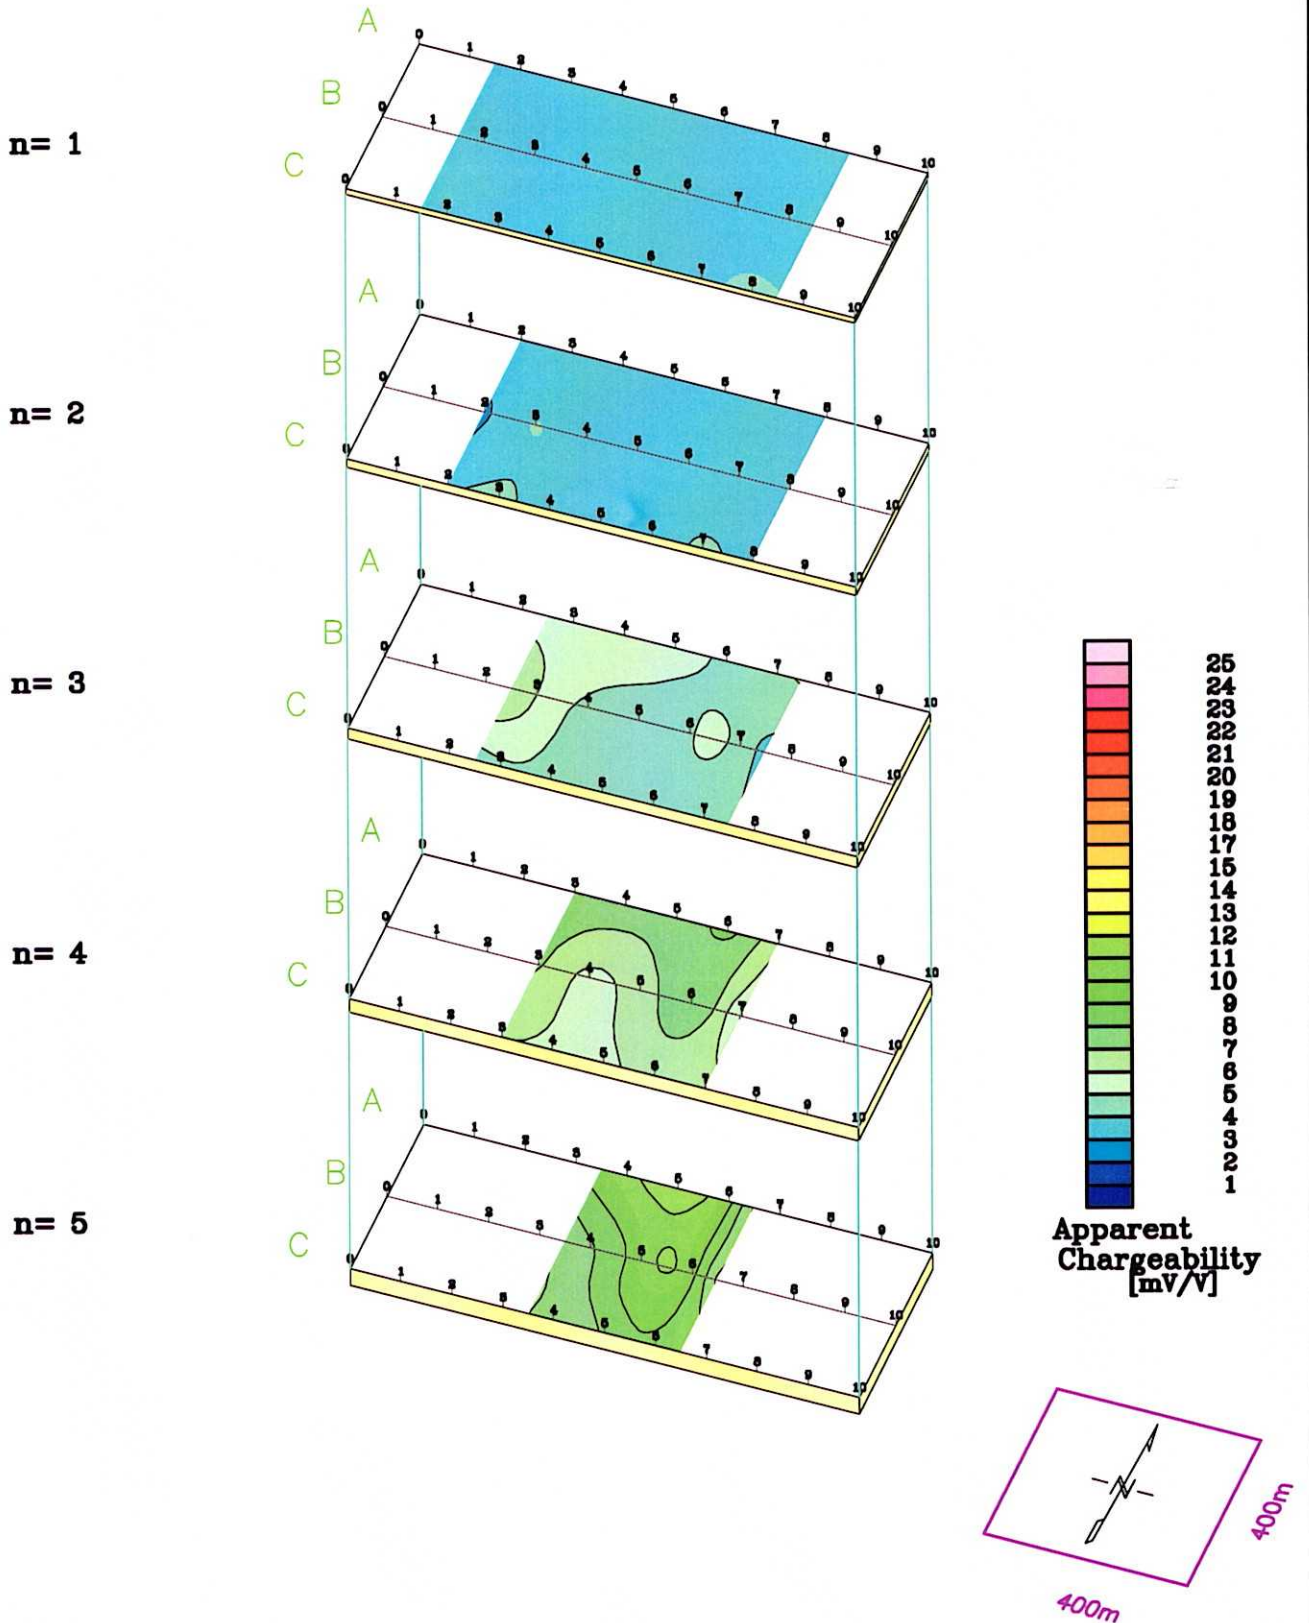 A
0 1 2 3 4 5 6 7 8 9 10
B
0 1 2 3 4 5 6 7 8 9 10
n= 1
C
0 1 2 3 4 5 6 7 8 9 10
A
0 1 2 3 4 5 6 7 8 9 10
B
0 1 2 3 4 5 6 7 8 9 10
n= 2
C
0 1 2 3 4 5 6 7 8 9 10
A
0 1 2 3 4 5 6 7 8 9 10
B
0 1 2 3 4 5 6 7 8 9 10
n= 3
C
0 1 2 3 4 5 6 7 8 9 10
A
0 1 2 3 4 5 6 7 8 9 10
B
0 1 2 3 4 5 6 7 8 9 10
n= 4
C
0 1 2 3 4 5 6 7 8 9 10
A
0 1 2 3 4 5 6 7 8 9 10
B
0 1 2 3 4 5 6 7 8 9 10
n= 5
C
0 1 2 3 4 5 6 7 8 9 10
25
24
23
22
21
20
19
18
17
15
14
13
12
11
10
9
8
7
6
5
4
3
2
1
Apparent
Chargeability
[mV/V]
N
400m
400m